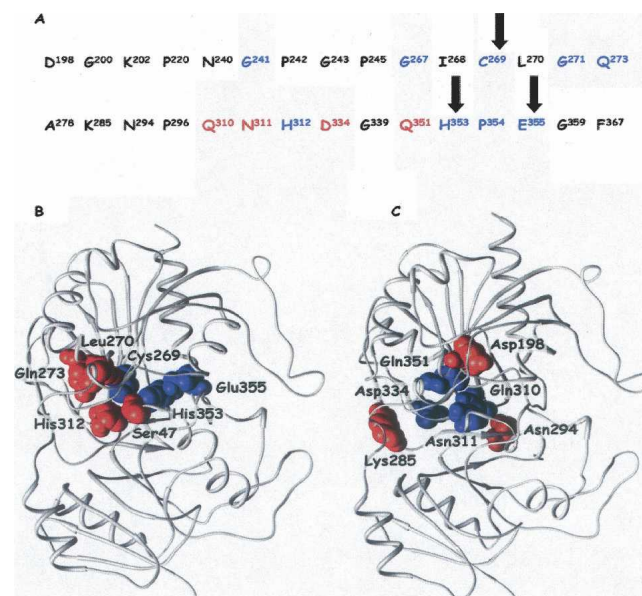 A
D198 G200 K202 P220 N240 G241 P242 G243 P245 G267 I268 C269 L270 G271 Q273
A278 K285 N294 P296 Q310 N311 H312 D334 G339 Q351 H353 P354 E355 G359 F367
B C
Leu270
Cys269
Gln273
Glu355
His353
His312
Ser47
Asp198
Gln351
Asp334
Gln310
Asn311
Asn294
Lys285